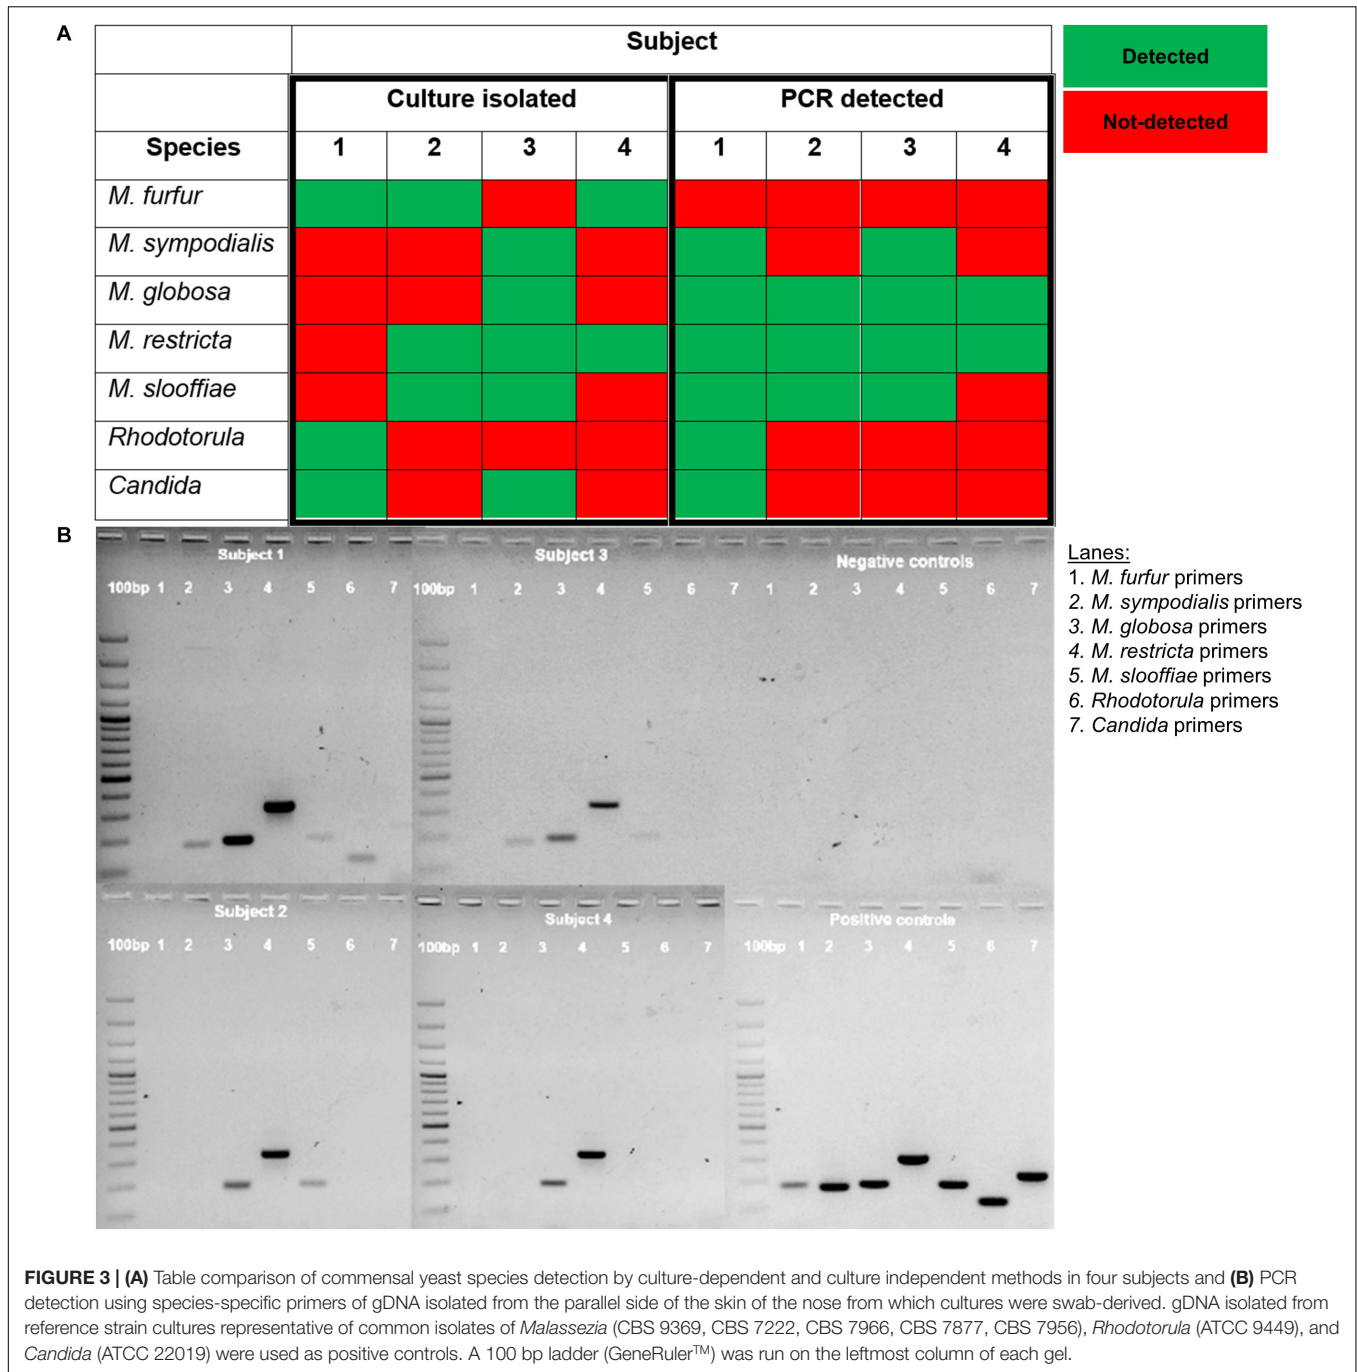 A
Subject
Detected
Culture isolated
PCR detected
Not-detected
Species 1 2 3 4 1 2 3 4
M. furfur
M. sympodialis
M. globosa
M. restricta
M. slooffiae
Rhodotorula
Candida
B
Subject 1
100bp 1 2 3 4 5 6 7
Subject 3
100bp 1 2 3 4 5 6 7
Negative controls
1 2 3 4 5 6 7
Subject 2
100bp 1 2 3 4 5 6 7
Subject 4
100bp 1 2 3 4 5 6 7
Positive controls
100bp 1 2 3 4 5 6 7
Lanes:
1. M. furfur primers
2. M. sympodialis primers
3. M. globosa primers
4. M. restricta primers
5. M. slooffiae primers
6. Rhodotorula primers
7. Candida primers
FIGURE 3 | (A) Table comparison of commensal yeast species detection by culture-dependent and culture independent methods in four subjects and (B) PCR
detection using species-specific primers of gDNA isolated from the parallel side of the skin of the nose from which cultures were swab-derived. gDNA isolated from
reference strain cultures representative of common isolates of Malassezia (CBS 9369, CBS 7222, CBS 7966, CBS 7877, CBS 7956), Rhodotorula (ATCC 9449), and
Candida (ATCC 22019) were used as positive controls. A 100 bp ladder (GeneRuler™) was run on the leftmost column of each gel.